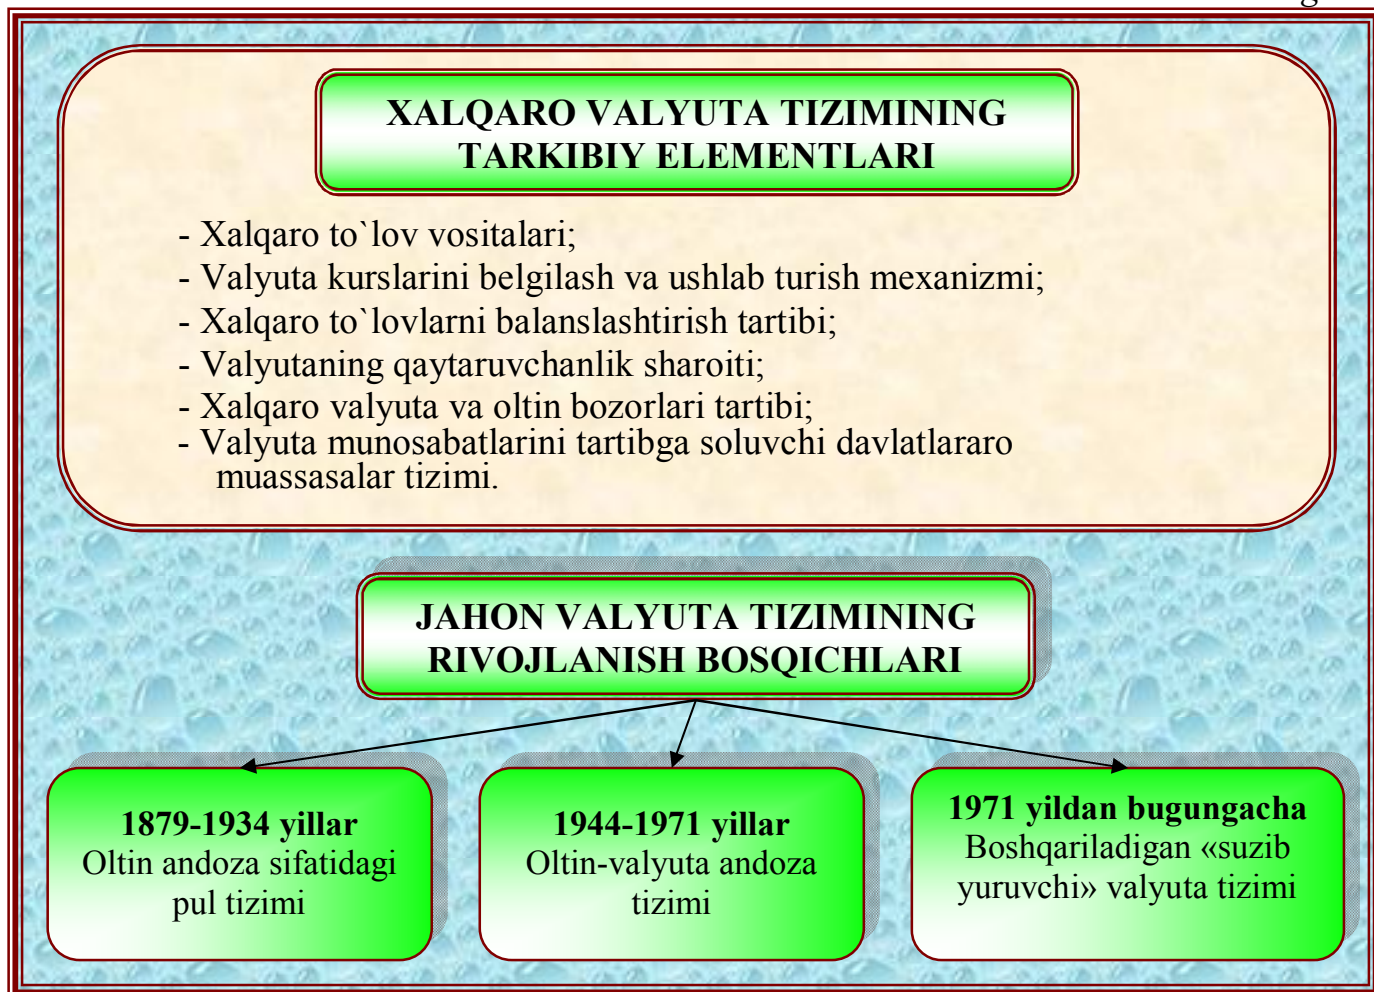 XALQARO VALYUTA TIZIMINING
TARKIBIY ELEMENTLARI
- Xalqaro to`lov vositalari;
- Valyuta kurslarini belgilash va ushlab turish mexanizmi;
- Xalqaro to`lovlarni balanslashtirish tartibi;
- Valyutaning qaytaruvchanlik sharoiti;
- Xalqaro valyuta va oltin bozorlari tartibi;
- Valyuta munosabatlarini tartibga soluvchi davlatlararo
muassasalar tizimi.
JAHON VALYUTA TIZIMINING
RIVOJLANISH BOSQICHLARI
1879-1934 yillar
Oltin andoza sifatidagi
pul tizimi
1944-1971 yillar
Oltin-valyuta andoza
tizimi
1971 yildan bugungacha
Boshqariladigan «suzib
yuruvchi» valyuta tizimi